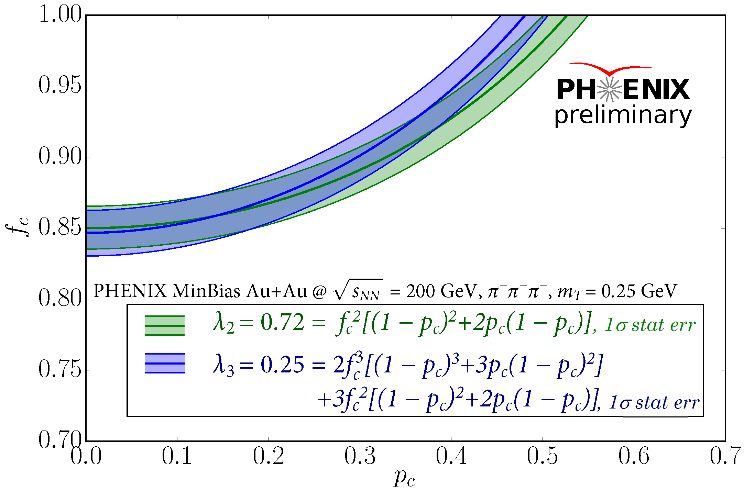 1.00
0.95
0.90
0.85
0.80
0.75
0.70
f_c
PH ENIX
preliminary
PHENIX MinBias Au+Au @ √s_NN = 200 GeV, π⁻π⁻π⁻, m_T = 0.25 GeV
λ₂ = 0.72 = f_c²[(1 − p_c)²+2p_c(1 − p_c)], 1σ stat err
λ₃ = 0.25 = 2f_c³[(1 − p_c)³+3p_c(1 − p_c)²]
+3f_c²[(1 − p_c)²+2p_c(1 − p_c)], 1σ stat err
0.0 0.1 0.2 0.3 0.4 0.5 0.6 0.7
p_c